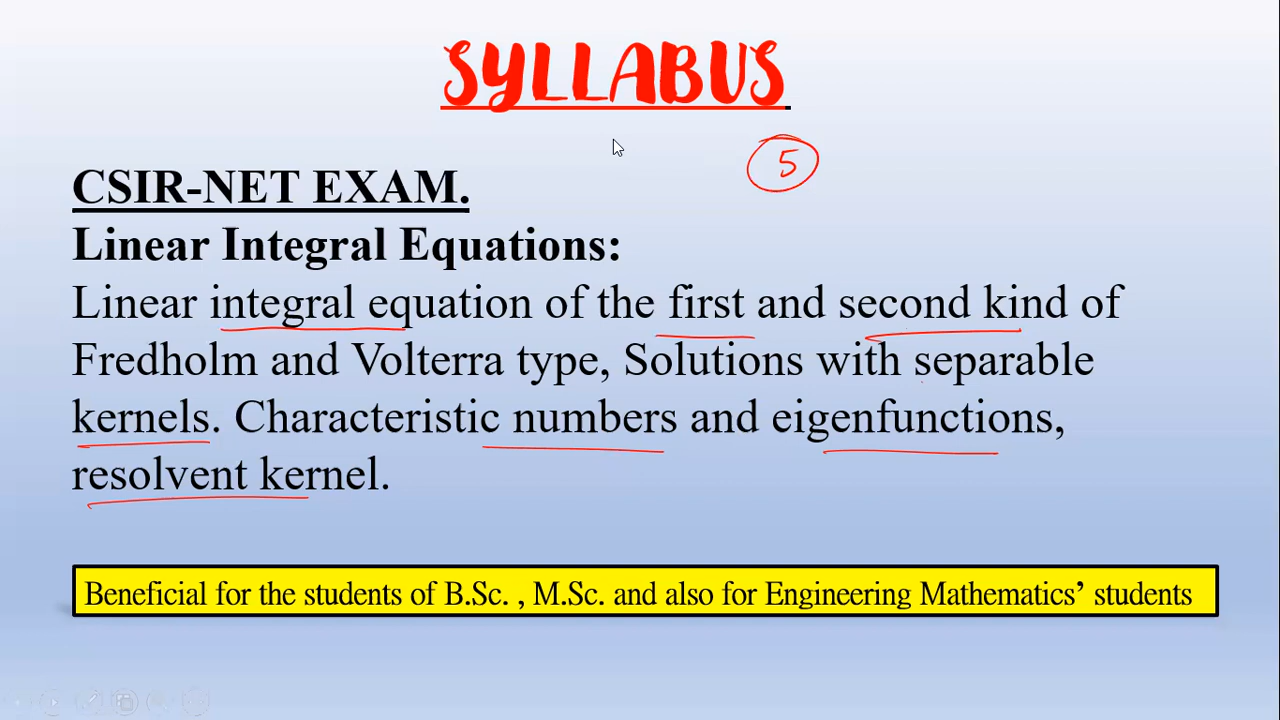 SYLLABUS
5
CSIR-NET EXAM.
Linear Integral Equations:
Linear integral equation of the first and second kind of
Fredholm and Volterra type, Solutions with separable
kernels. Characteristic numbers and eigenfunctions,
resolvent kernel.
Beneficial for the students of B.Sc. , M.Sc. and also for Engineering Mathematics’ students